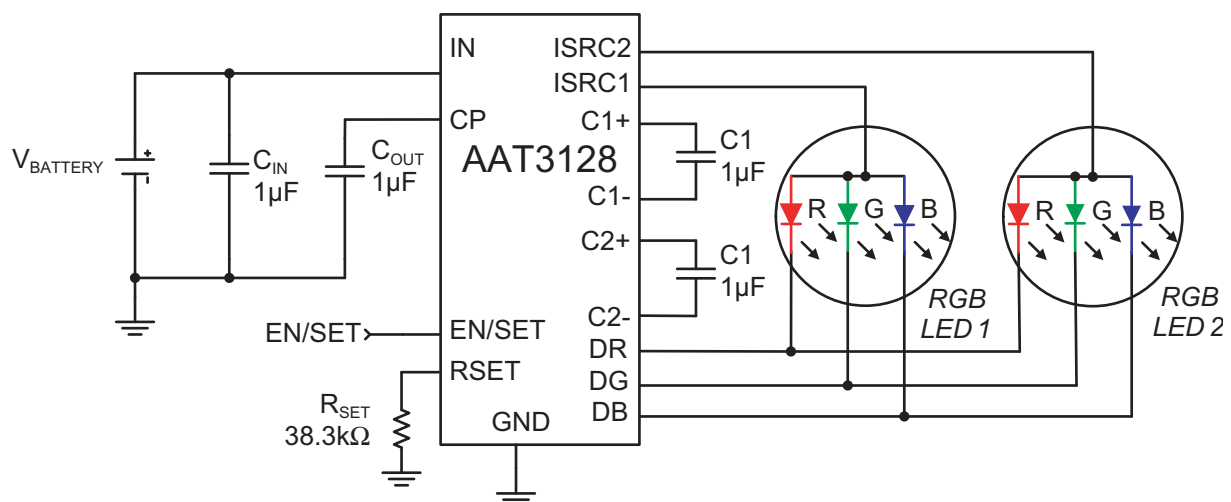 IN
ISRC2
ISRC1
CP
C1+
C1-
C2+
C2-
AAT3128
EN/SET
RSET
GND
DR
DG
DB
VBATTERY
+
-
CIN
1µF
COUT
1µF
C1
1µF
C1
1µF
EN/SET
RSET
38.3kΩ
R
G
B
RGB
LED 1
R
G
B
RGB
LED 2